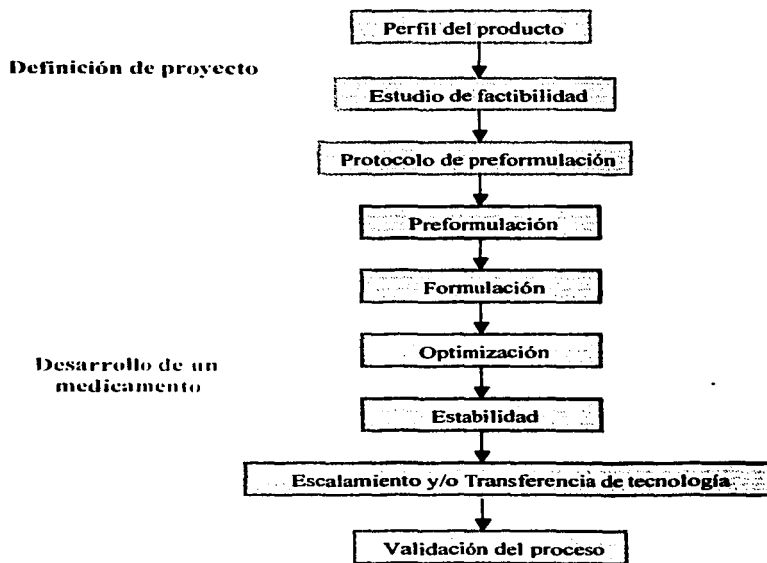 Perfil del producto
Definición de proyecto
Estudio de factibilidad
Protocolo de preformulación
Preformulación
Formulación
Optimización
Desarrollo de un
medicamento
Estabilidad
Escalamiento y/o Transferencia de tecnología
Validación del proceso